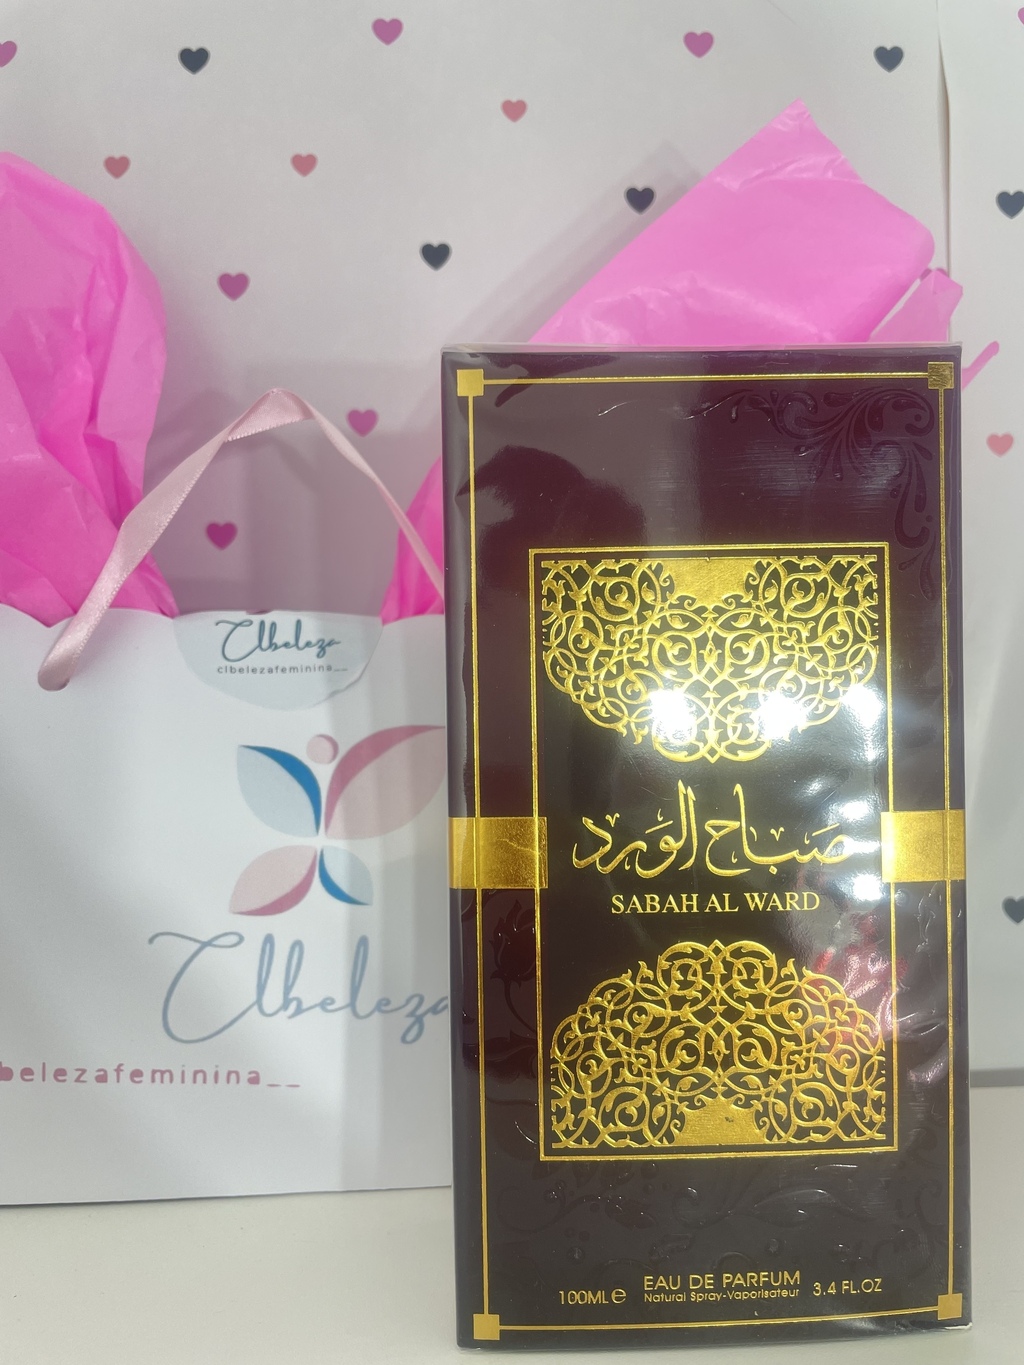 Clbeleza
clbelezafeminina__
Clbeleza
belezafeminina__
صباح الورد
SABAH AL WARD
EAU DE PARFUM
100ML e Natural Spray-Vaporisateur 3.4 FL.OZ